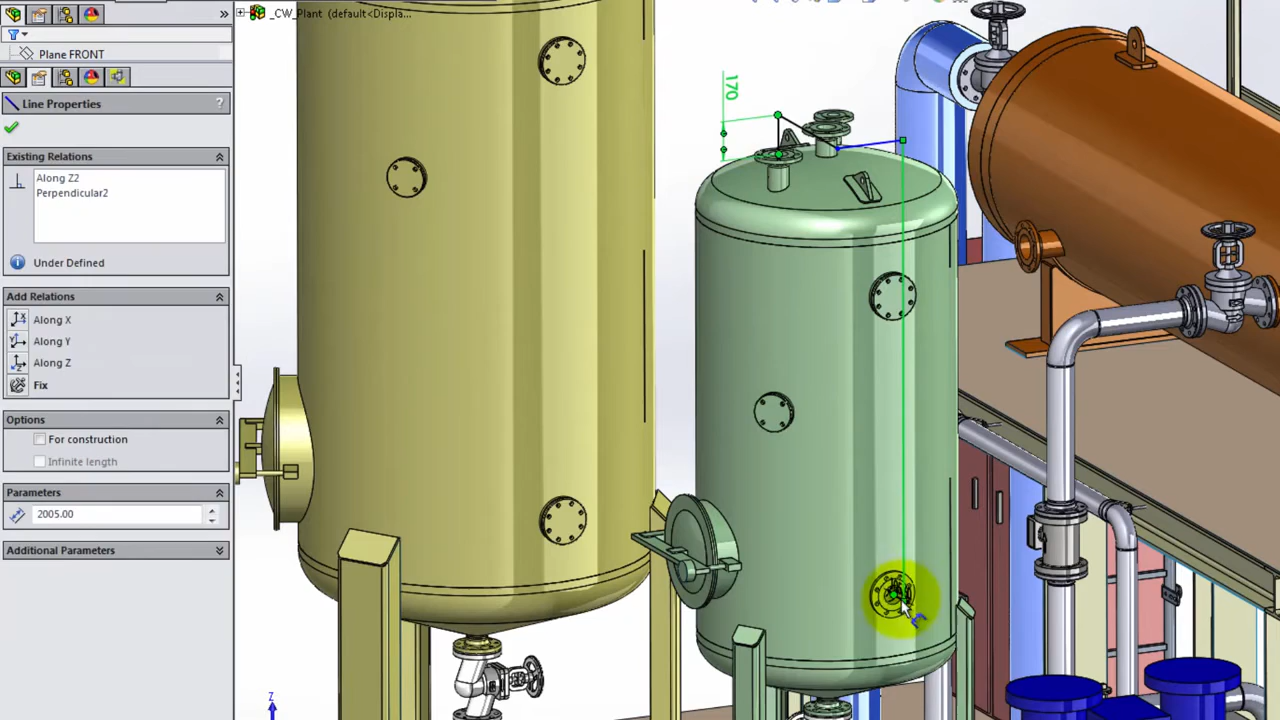 _CW_Plant (default<Displa...
Plane FRONT
Line Properties
?
Existing Relations
Along Z2
Perpendicular2
Under Defined
Add Relations
Along X
Along Y
Along Z
Fix
Options
For construction
Infinite length
Parameters
2005.00
Additional Parameters
170
Z